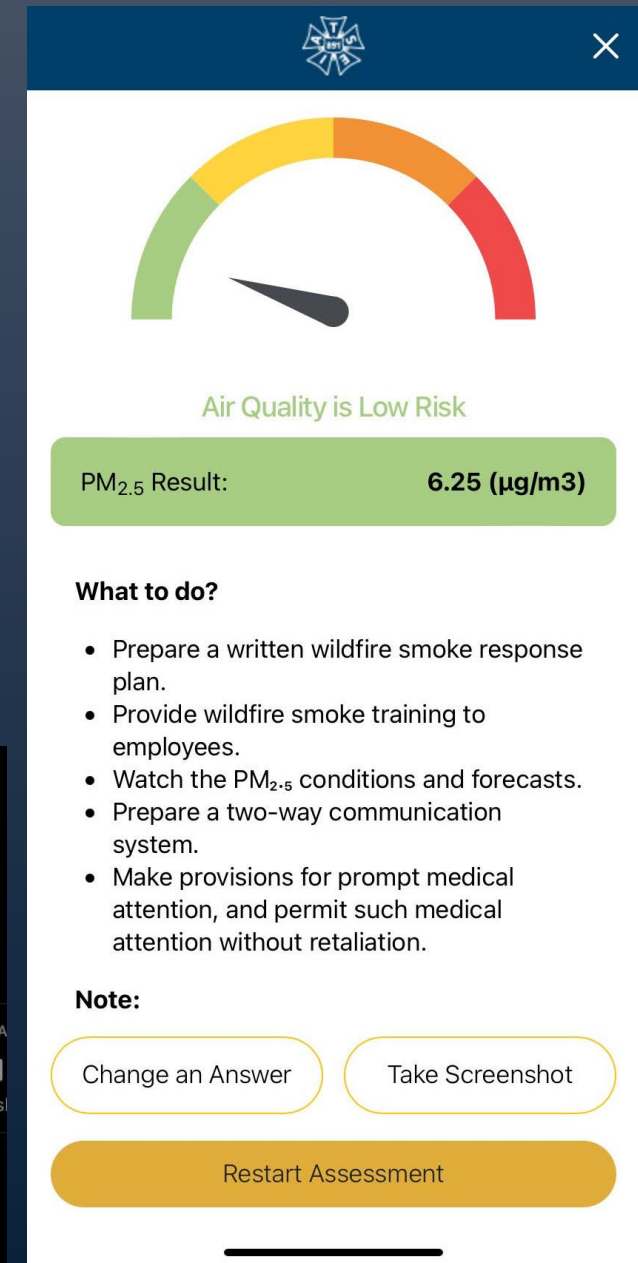 IATSE
891
Air Quality is Low Risk
PM2.5 Result: 6.25 (µg/m3)
What to do?
• Prepare a written wildfire smoke response
plan.
• Provide wildfire smoke training to
employees.
• Watch the PM₂.₅ conditions and forecasts.
• Prepare a two-way communication
system.
• Make provisions for prompt medical
attention, and permit such medical
attention without retaliation.
Note:
Change an Answer Take Screenshot
Restart Assessment